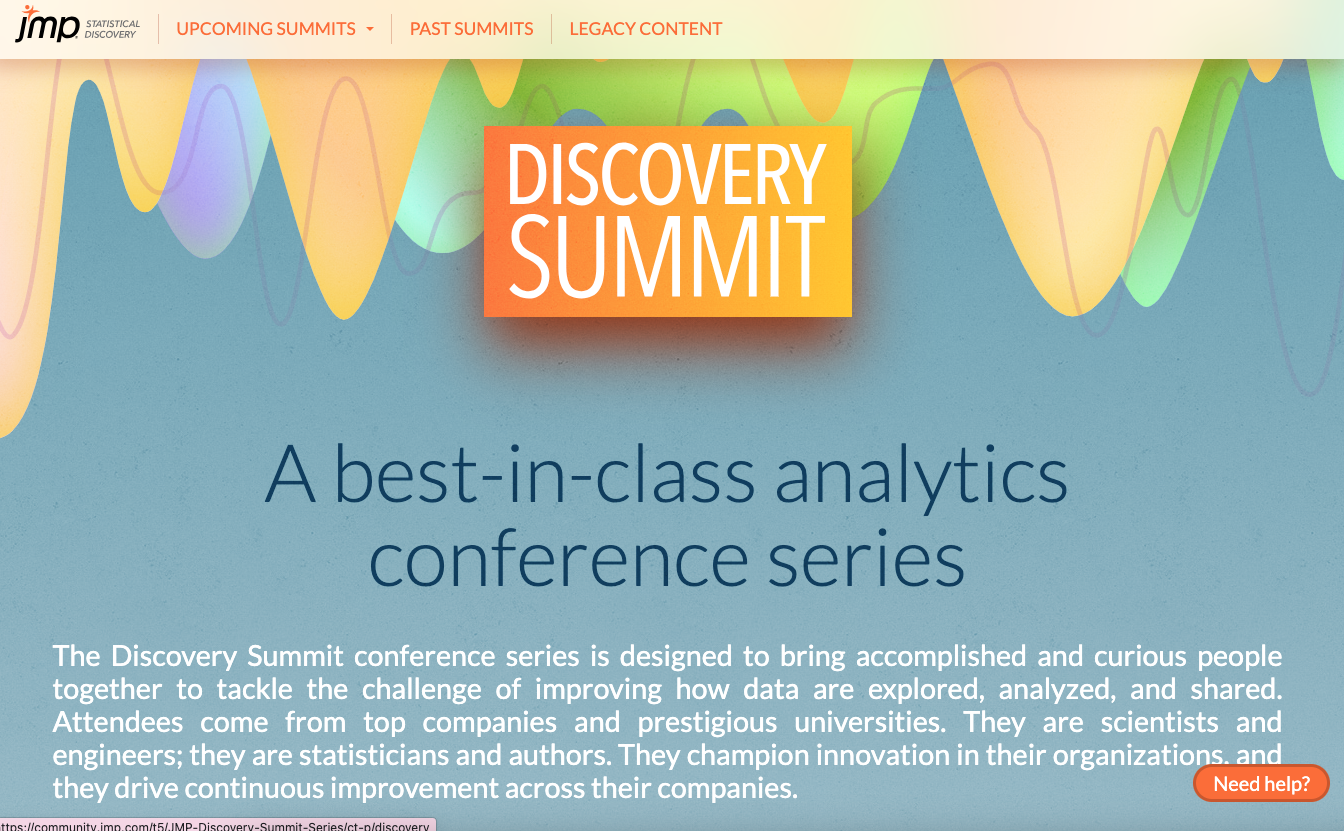 jmp STATISTICAL DISCOVERY
UPCOMING SUMMITS
PAST SUMMITS
LEGACY CONTENT
DISCOVERY
SUMMIT
A best-in-class analytics
conference series
The Discovery Summit conference series is designed to bring accomplished and curious people
together to tackle the challenge of improving how data are explored, analyzed, and shared.
Attendees come from top companies and prestigious universities. They are scientists and
engineers; they are statisticians and authors. They champion innovation in their organizations, and
they drive continuous improvement across their companies.
Need help?
ttps://community.jmp.com/t5/JMP-Discovery-Summit-Series/ct-p/discovery